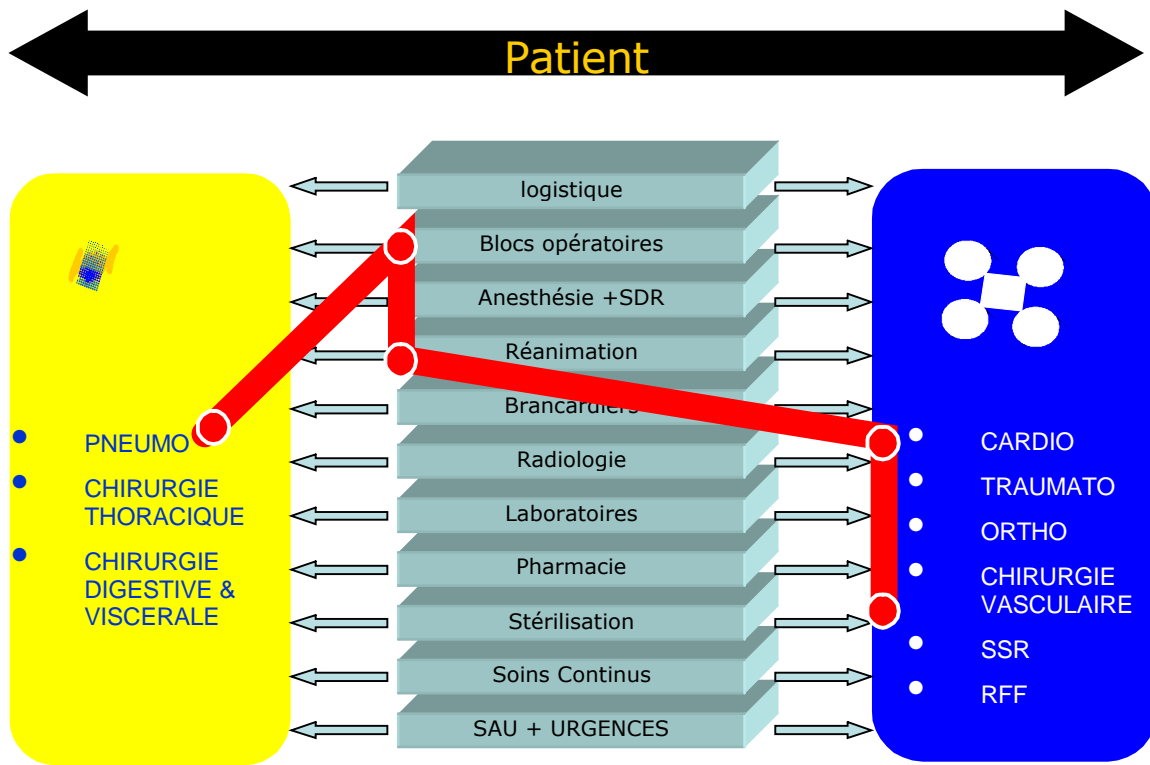 Patient
PNEUMO
CHIRURGIE
THORACIQUE
CHIRURGIE
DIGESTIVE &
VISCERALE
logistique
Blocs opératoires
Anesthésie +SDR
Réanimation
Brancardiers
Radiologie
Laboratoires
Pharmacie
Stérilisation
Soins Continus
SAU + URGENCES
CARDIO
TRAUMATO
ORTHO
CHIRURGIE
VASCULAIRE
SSR
RFF